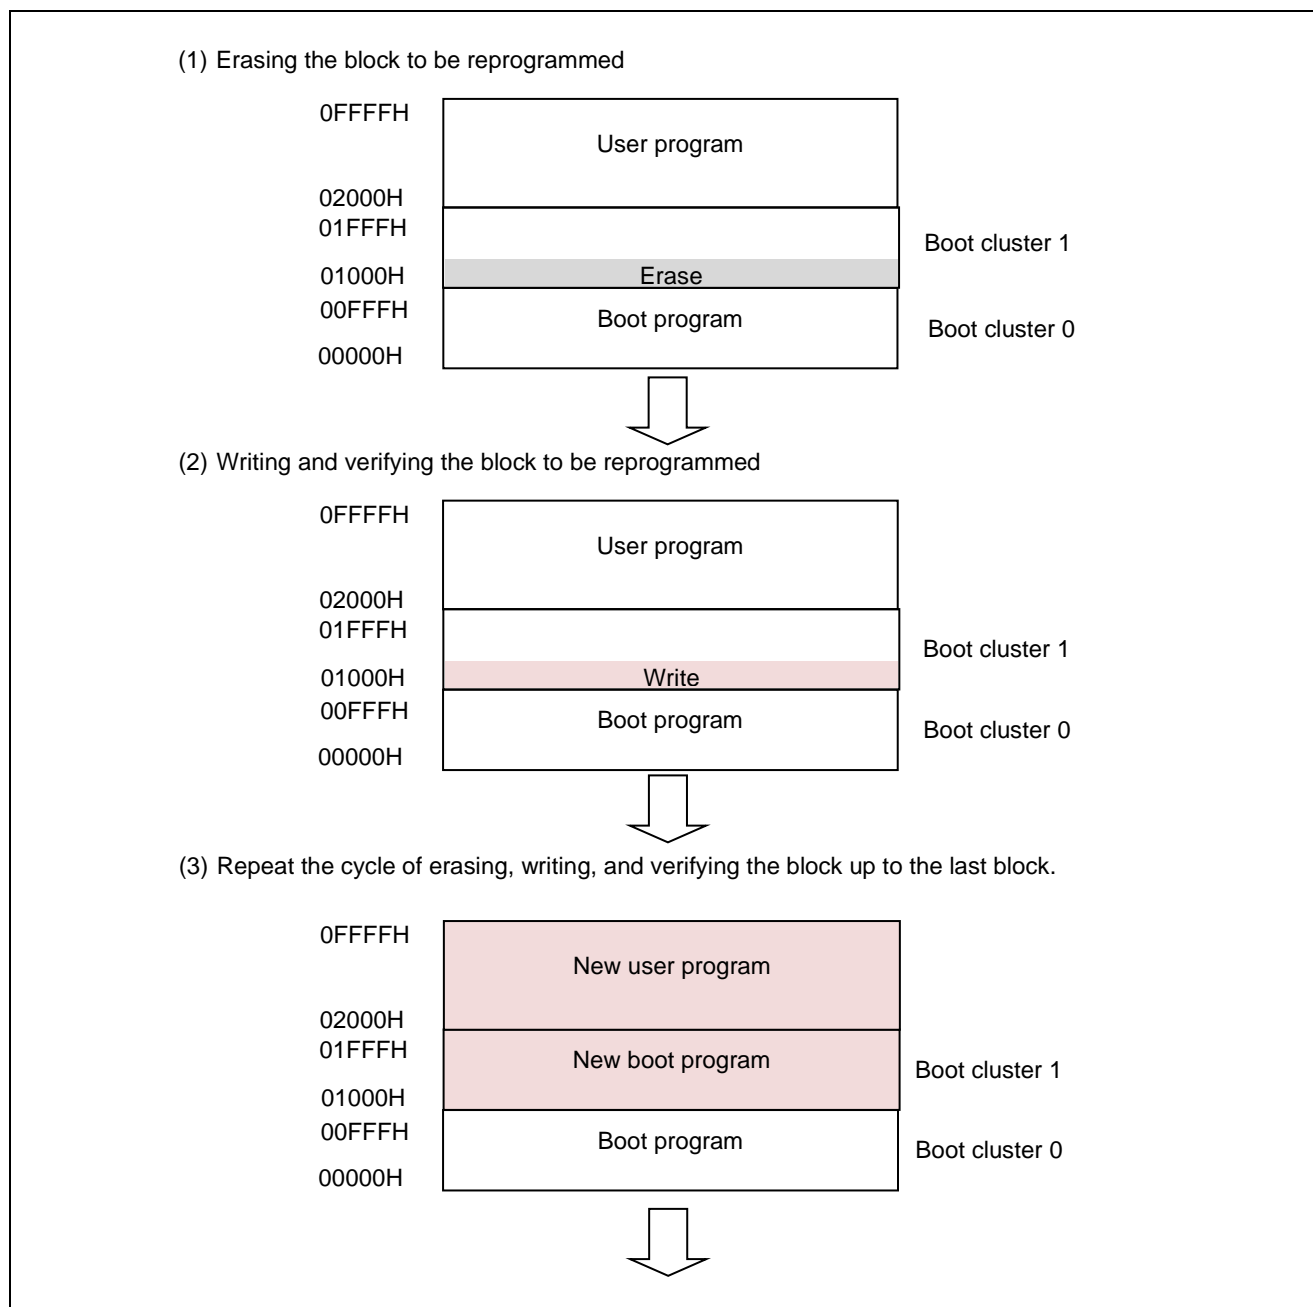 (1) Erasing the block to be reprogrammed
0FFFFH
User program
02000H
01FFFH
Boot cluster 1
01000H
Erase
00FFFH
Boot program
Boot cluster 0
00000H
(2) Writing and verifying the block to be reprogrammed
0FFFFH
User program
02000H
01FFFH
Boot cluster 1
01000H
Write
00FFFH
Boot program
Boot cluster 0
00000H
(3) Repeat the cycle of erasing, writing, and verifying the block up to the last block.
0FFFFH
New user program
02000H
01FFFH
New boot program
Boot cluster 1
01000H
00FFFH
Boot program
Boot cluster 0
00000H